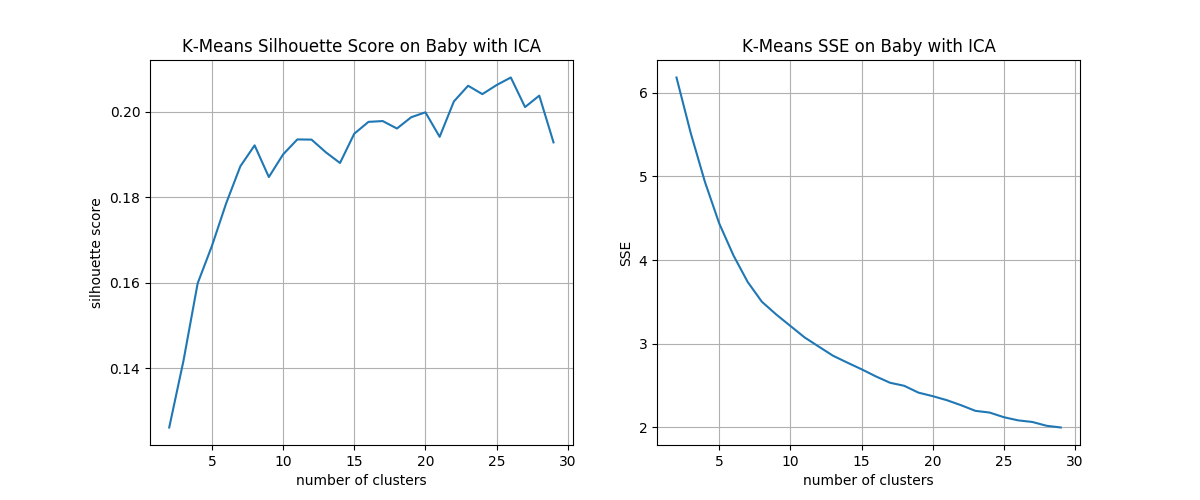 K-Means Silhouette Score on Baby with ICA
silhouette score
0.20
0.18
0.16
0.14
5 10 15 20 25 30
number of clusters
K-Means SSE on Baby with ICA
SSE
6
5
4
3
2
5 10 15 20 25 30
number of clusters